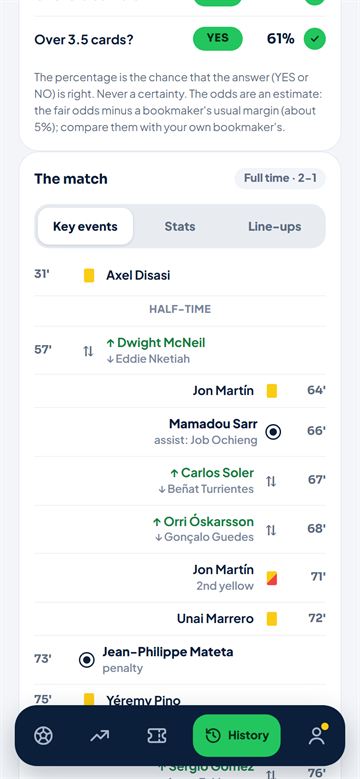 Over 3.5 cards?
YES
61%
The percentage is the chance that the answer (YES or
NO) is right. Never a certainty. The odds are an estimate:
the fair odds minus a bookmaker's usual margin (about
5%); compare them with your own bookmaker's.
The match
Full time · 2-1
Key events
Stats
Line-ups
31'
Axel Disasi
HALF-TIME
57'
↑ Dwight McNeil
↓ Eddie Nketiah
Jon Martín
64'
Mamadou Sarr
assist: Job Ochieng
66'
↑ Carlos Soler
↓ Beñat Turrientes
67'
↑ Orri Óskarsson
↓ Gonçalo Guedes
68'
Jon Martín
2nd yellow
71'
Unai Marrero
72'
73'
Jean-Philippe Mateta
penalty
75'
Yéremy Pino
History
↑ Sergio Gómez
76'